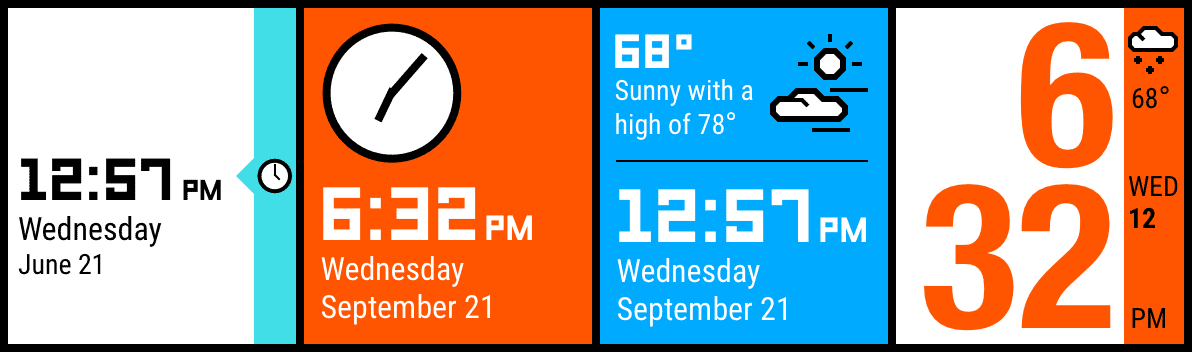 12:57 PM
Wednesday
June 21
6:32 PM
Wednesday
September 21
68°
Sunny with a
high of 78°
12:57 PM
Wednesday
September 21
6
32
68°
WED
12
PM